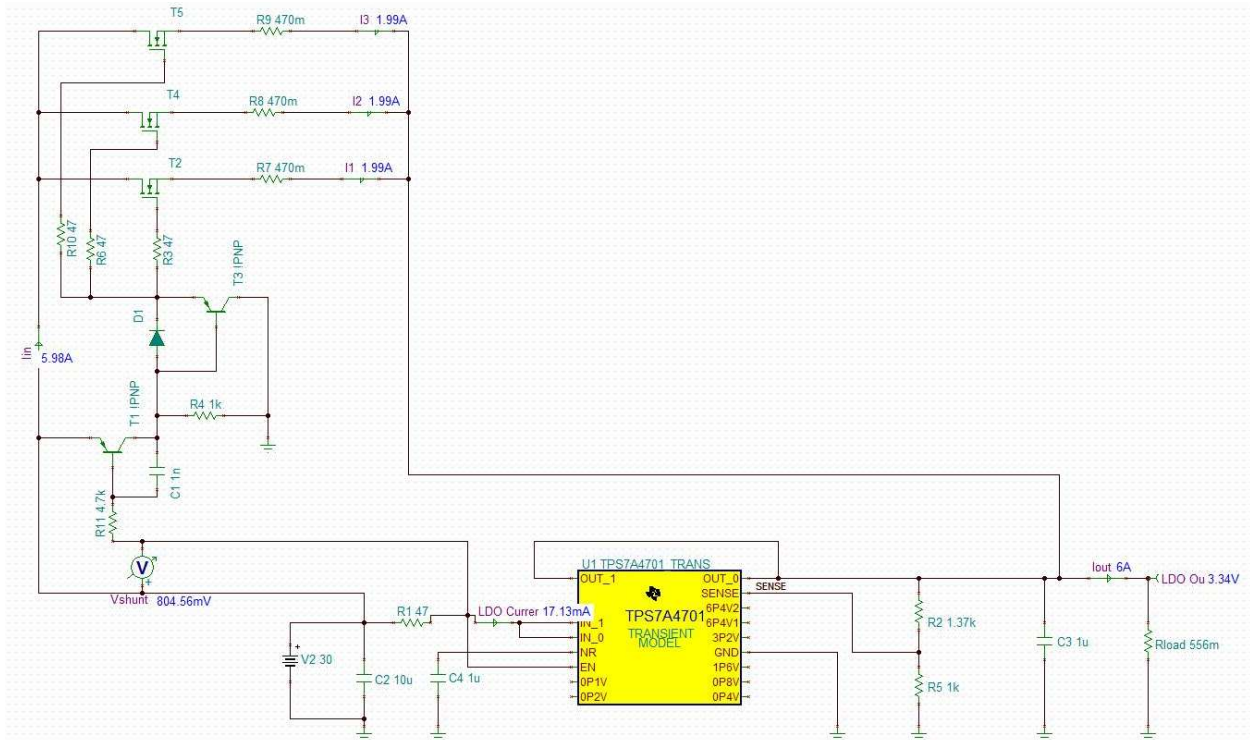 T5
R9 470m
I3 1.99A
T4
R8 470m
I2 1.99A
T2
R7 470m
I1 1.99A
R10 47
R6 47
R3 47
T3 !PNP
D1
Iin 5.98A
T1 !PNP
R4 1k
C1 1n
R11 4.7k
V
+
Vshunt 804.56mV
U1 TPS7A4701_TRANS
OUT_1
OUT_0
SENSE
SENSE
Iout 6A
LDO Ou 3.34V
R1 47
LDO Currer 17.13mA
IN_1
IN_0
NR
EN
0P1V
0P2V
TPS7A4701
TRANSIENT
MODEL
6P4V2
6P4V1
3P2V
GND
1P6V
0P8V
0P4V
R2 1.37k
R5 1k
C3 1u
Rload 556m
+
V2 30
C2 10u
C4 1u